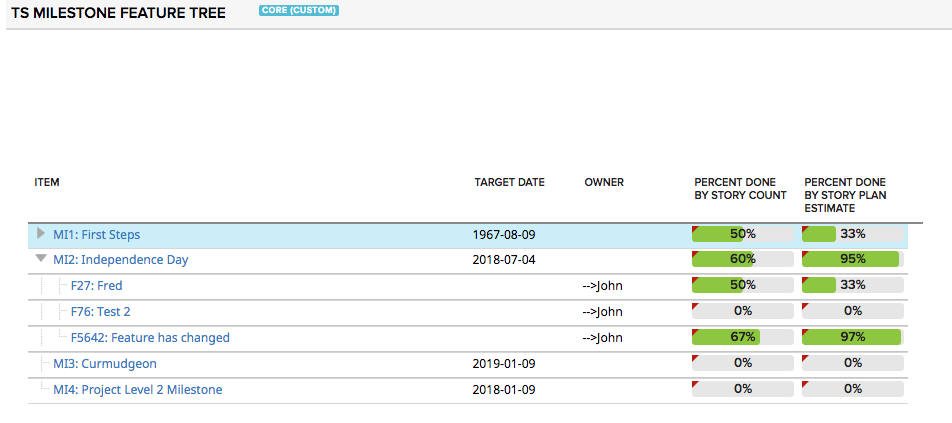 TS MILESTONE FEATURE TREE CORE (CUSTOM)
ITEM TARGET DATE OWNER PERCENT DONE PERCENT DONE
BY STORY COUNT BY STORY PLAN
ESTIMATE
MI1: First Steps 1967-08-09 50% 33%
MI2: Independence Day 2018-07-04 60% 95%
F27: Fred -->John 50% 33%
F76: Test 2 -->John 0% 0%
F5642: Feature has changed -->John 67% 97%
MI3: Curmudgeon 2019-01-09 0% 0%
MI4: Project Level 2 Milestone 2018-01-09 0% 0%